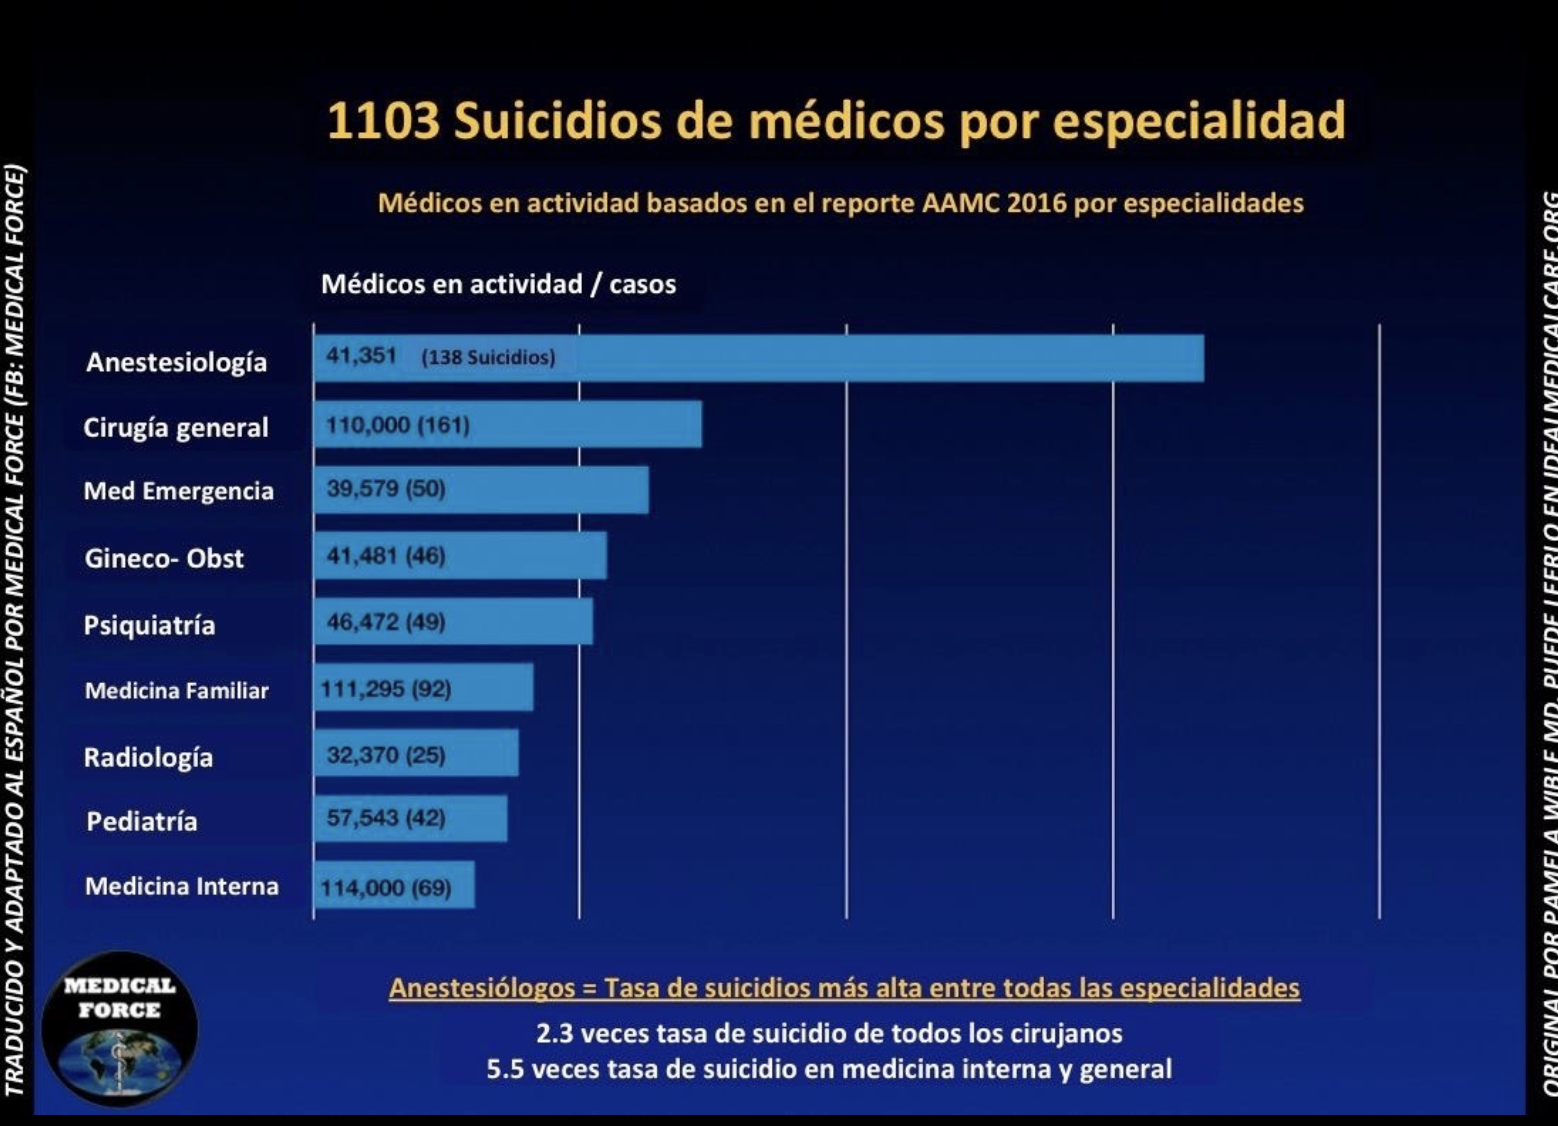 1103 Suicidios de médicos por especialidad
Médicos en actividad basados en el reporte AAMC 2016 por especialidades
Médicos en actividad / casos
Anestesiología 41,351 (138 Suicidios)
Cirugía general 110,000 (161)
Med Emergencia 39,579 (50)
Gineco- Obst 41,481 (46)
Psiquiatría 46,472 (49)
Medicina Familiar 111,295 (92)
Radiología 32,370 (25)
Pediatría 57,543 (42)
Medicina Interna 114,000 (69)
Anestesiólogos = Tasa de suicidios más alta entre todas las especialidades
2.3 veces tasa de suicidio de todos los cirujanos
5.5 veces tasa de suicidio en medicina interna y general
MEDICAL
FORCE
TRADUCIDO Y ADAPTADO AL ESPAÑOL POR MEDICAL FORCE (FB: MEDICAL FORCE)
ORIGINAL POR PAMELA WIBLE MD. PUEDE LEERLO EN IDEALMEDICALCARE.ORG